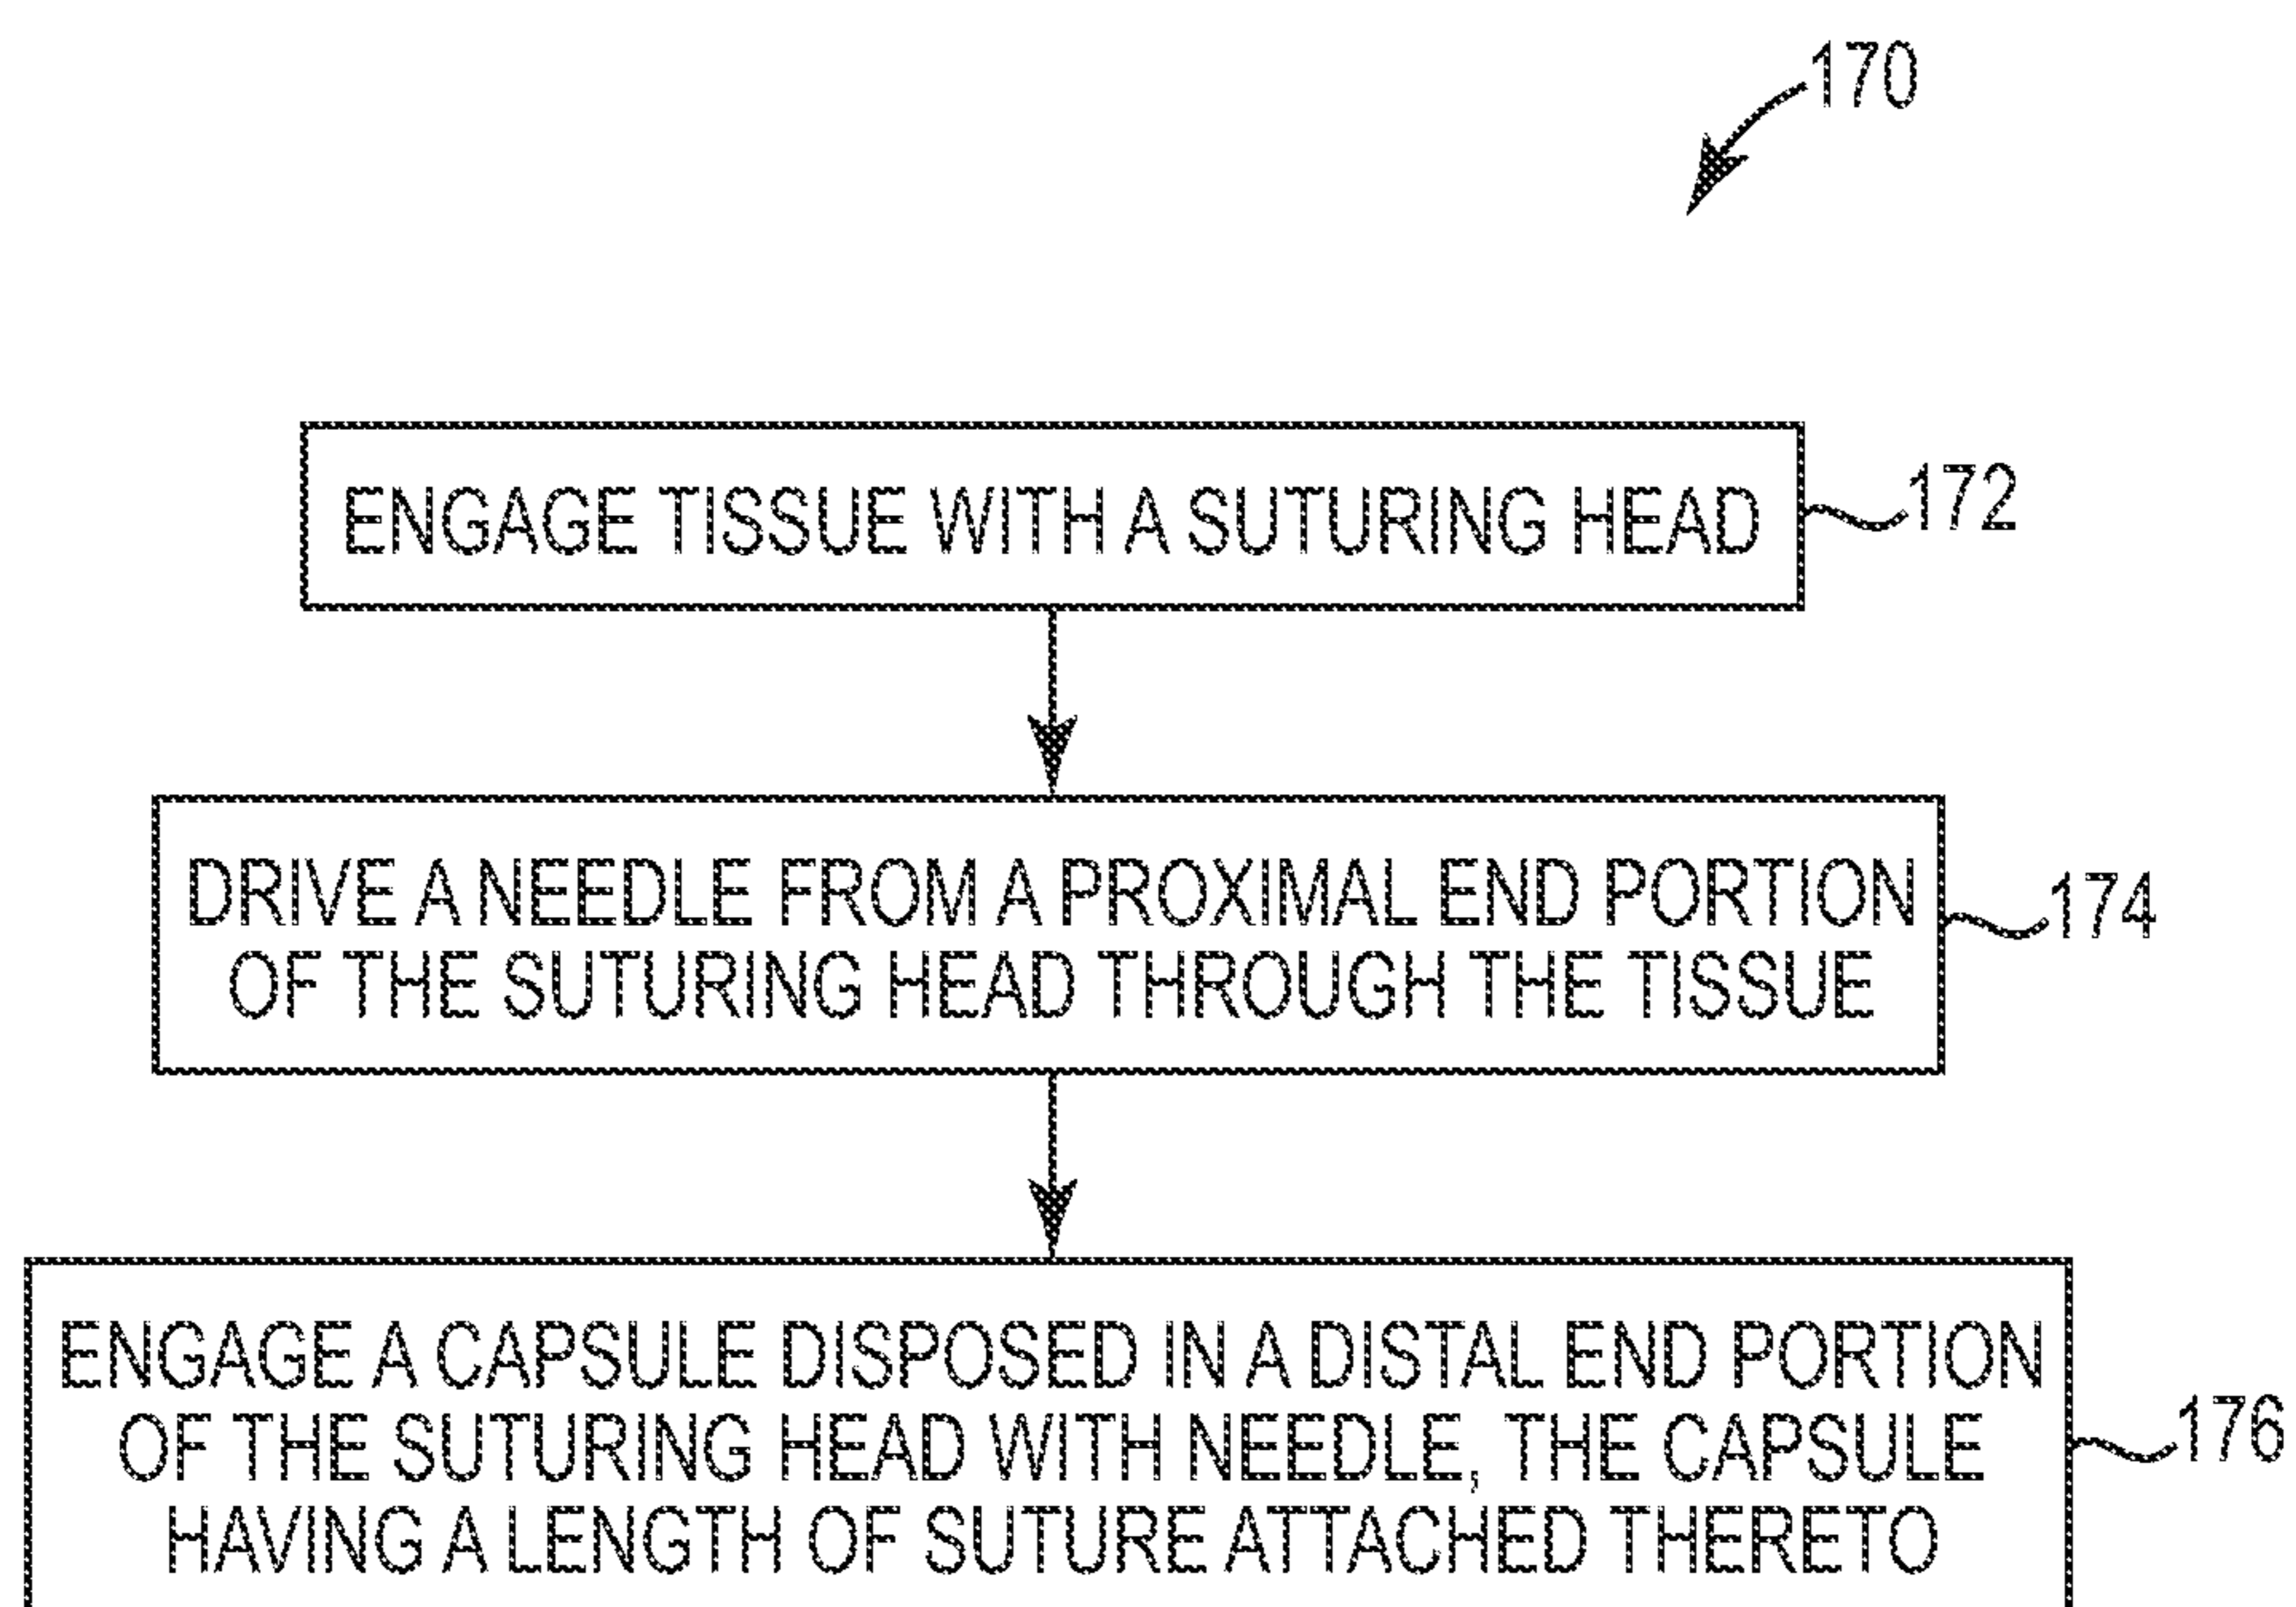 170
ENGAGE TISSUE WITH A SUTURING HEAD
172
DRIVE A NEEDLE FROM A PROXIMAL END PORTION
OF THE SUTURING HEAD THROUGH THE TISSUE
174
ENGAGE A CAPSULE DISPOSED IN A DISTAL END PORTION
OF THE SUTURING HEAD WITH NEEDLE, THE CAPSULE
HAVING A LENGTH OF SUTURE ATTACHED THERETO
176